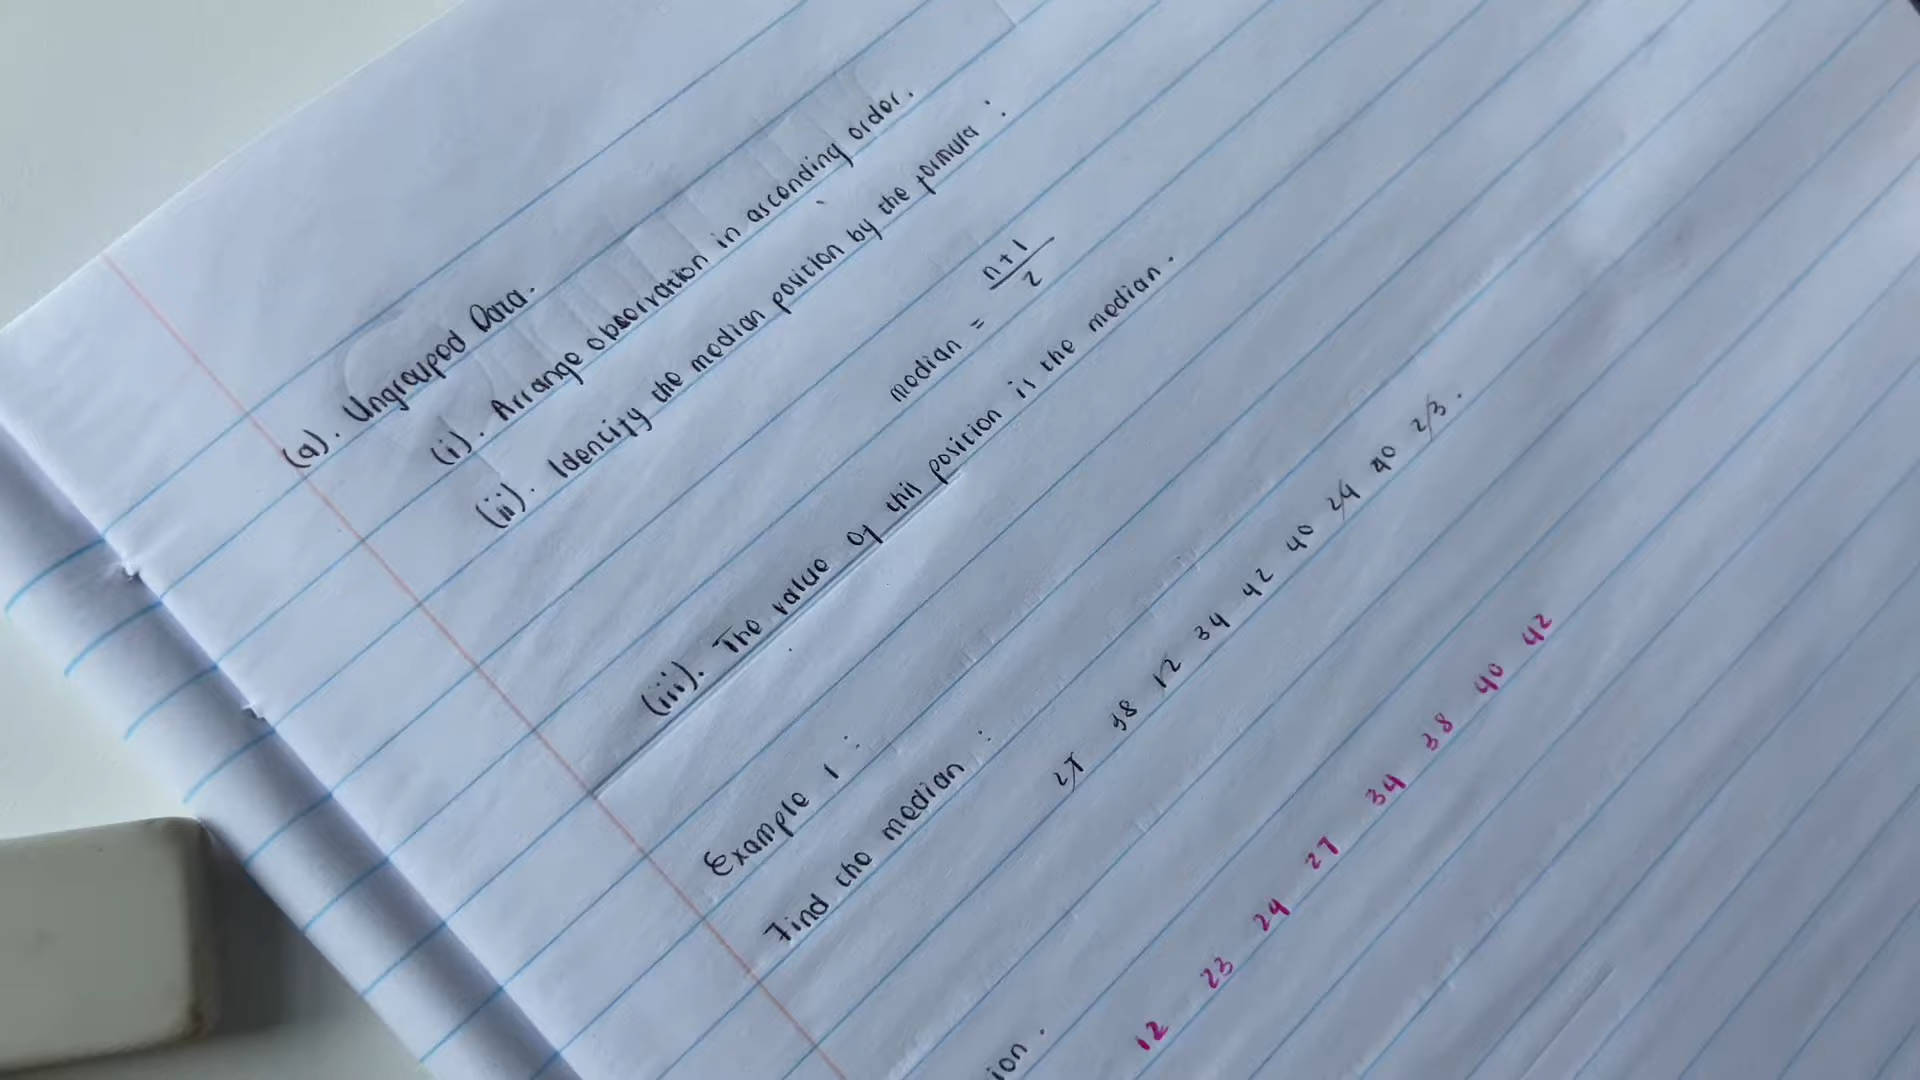 (a). Ungrouped Data.
(i). Arrange observation in ascending order.
(ii). Identify the median position by the formula :
median = n+1/2
(iii). The value of this position is the median.
Example 1 :
Find the median :
27 38 12 34 42 40 24 40 23.
12 23 24 27 34 38 40 42
ion.